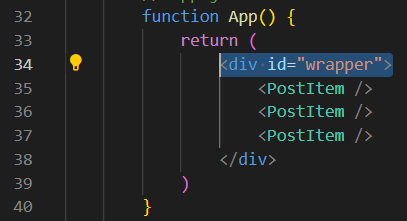 32 function App() {
33 return (
34 <div id="wrapper">
35 <PostItem />
36 <PostItem />
37 <PostItem />
38 </div>
39 )
40 }